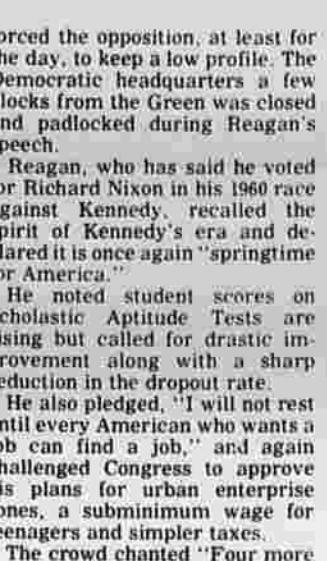 orced the opposition, at least for
he day, to keep a low profile. The
Democratic headquarters a few
locks from the Green was closed
nd padlocked during Reagan's
peech.
Reagan, who has said he voted
or Richard Nixon in his 1960 race
gainst Kennedy, recalled the
pirit of Kennedy's era and de-
lared it is once again "springtime
or America."
He noted student scores on
cholastic Aptitude Tests are
ising but called for drastic im-
rovement along with a sharp
eduction in the dropout rate.
He also pledged, "I will not rest
ntil every American who wants a
ob can find a job," and again
hallenged Congress to approve
is plans for urban enterprise
ones, a subminimum wage for
eenagers and simpler taxes.
The crowd chanted "Four more